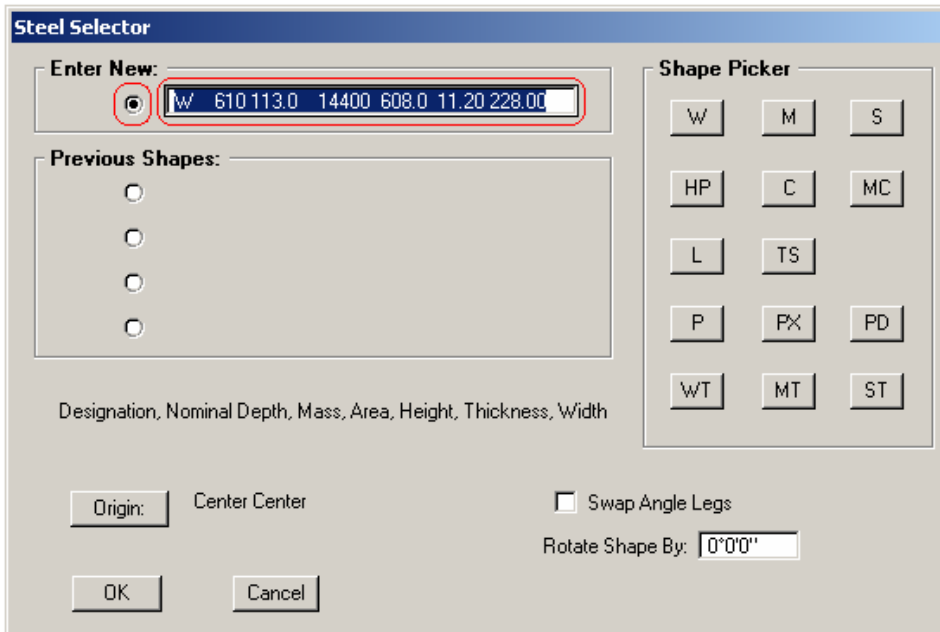 Steel Selector
Enter New:
W 610 113.0 14400 608.0 11.20 228.00
Previous Shapes:
Designation, Nominal Depth, Mass, Area, Height, Thickness, Width
Origin: Center Center
OK Cancel
Shape Picker
W M S
HP C MC
L TS
P PX PD
WT MT ST
Swap Angle Legs
Rotate Shape By: 0°0'0"